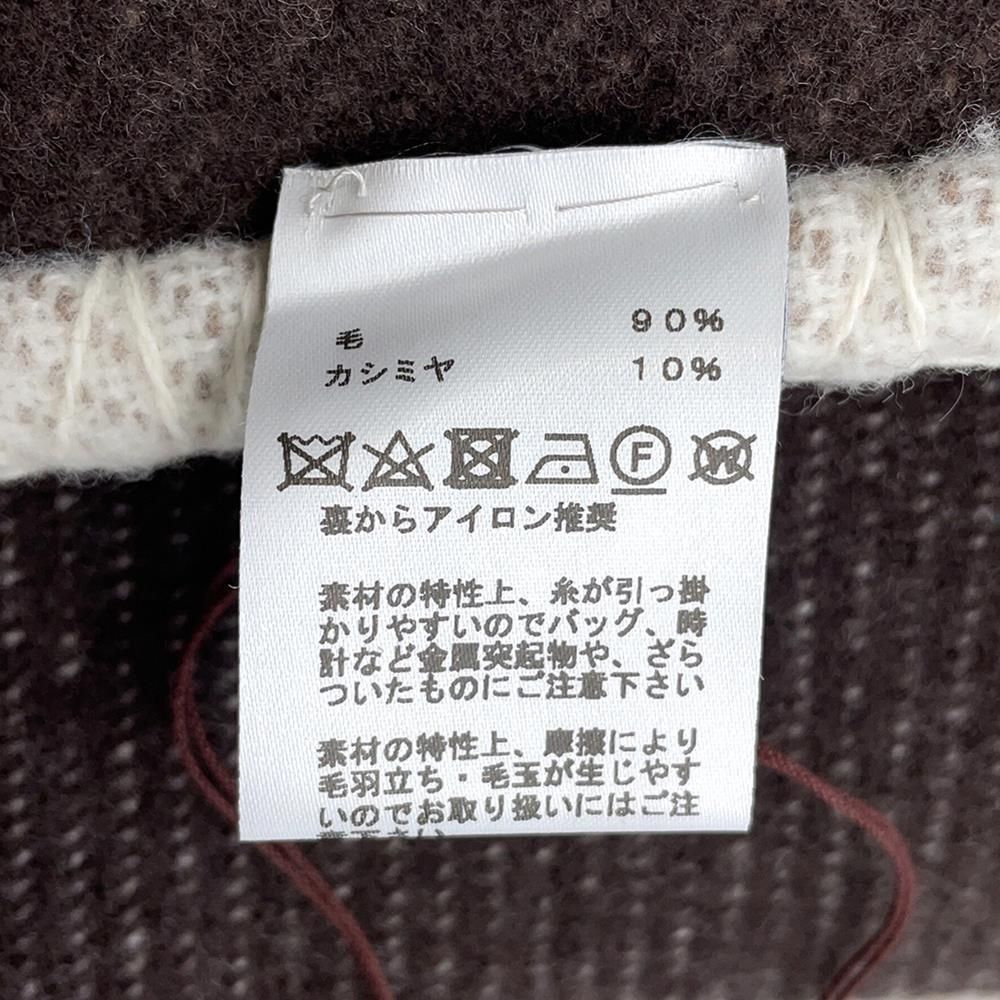 毛 90%
カシミヤ 10%
F W
裏からアイロン推奨
素材の特性上、糸が引っ掛
かりやすいのでバッグ、時
計など金属突起物や、ざら
ついたものにご注意下さい
素材の特性上、摩擦により
毛羽立ち・毛玉が生じやす
いのでお取り扱いにはご注